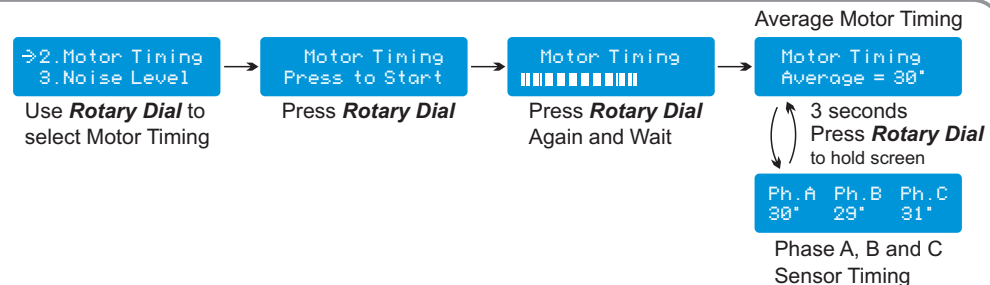 →2.Motor Timing
3.Noise Level
Use Rotary Dial to
select Motor Timing
Motor Timing
Press to Start
Press Rotary Dial
Motor Timing
Press Rotary Dial
Again and Wait
Average Motor Timing
Motor Timing
Average = 30°
3 seconds
Press Rotary Dial
to hold screen
Ph.A Ph.B Ph.C
30° 29° 31°
Phase A, B and C
Sensor Timing